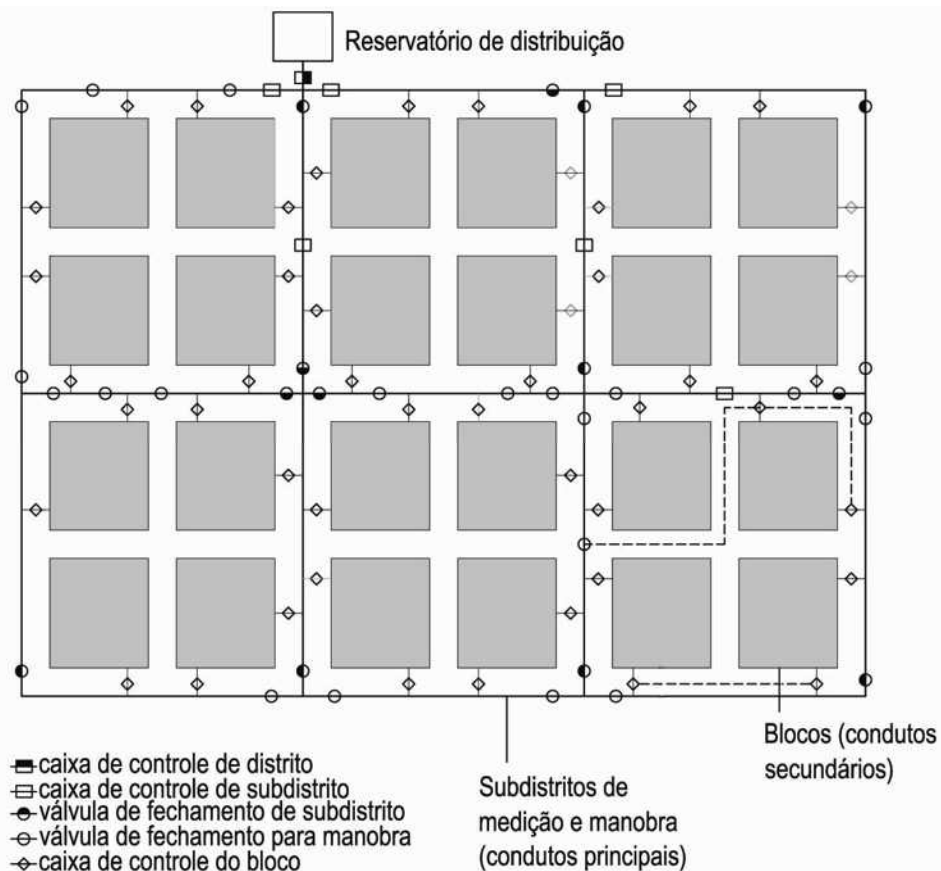 Reservatório de distribuição
Blocos (condutos
secundários)
Subdistritos de
medição e manobra
(condutos principais)
caixa de controle de distrito
caixa de controle de subdistrito
válvula de fechamento de subdistrito
válvula de fechamento para manobra
caixa de controle do bloco